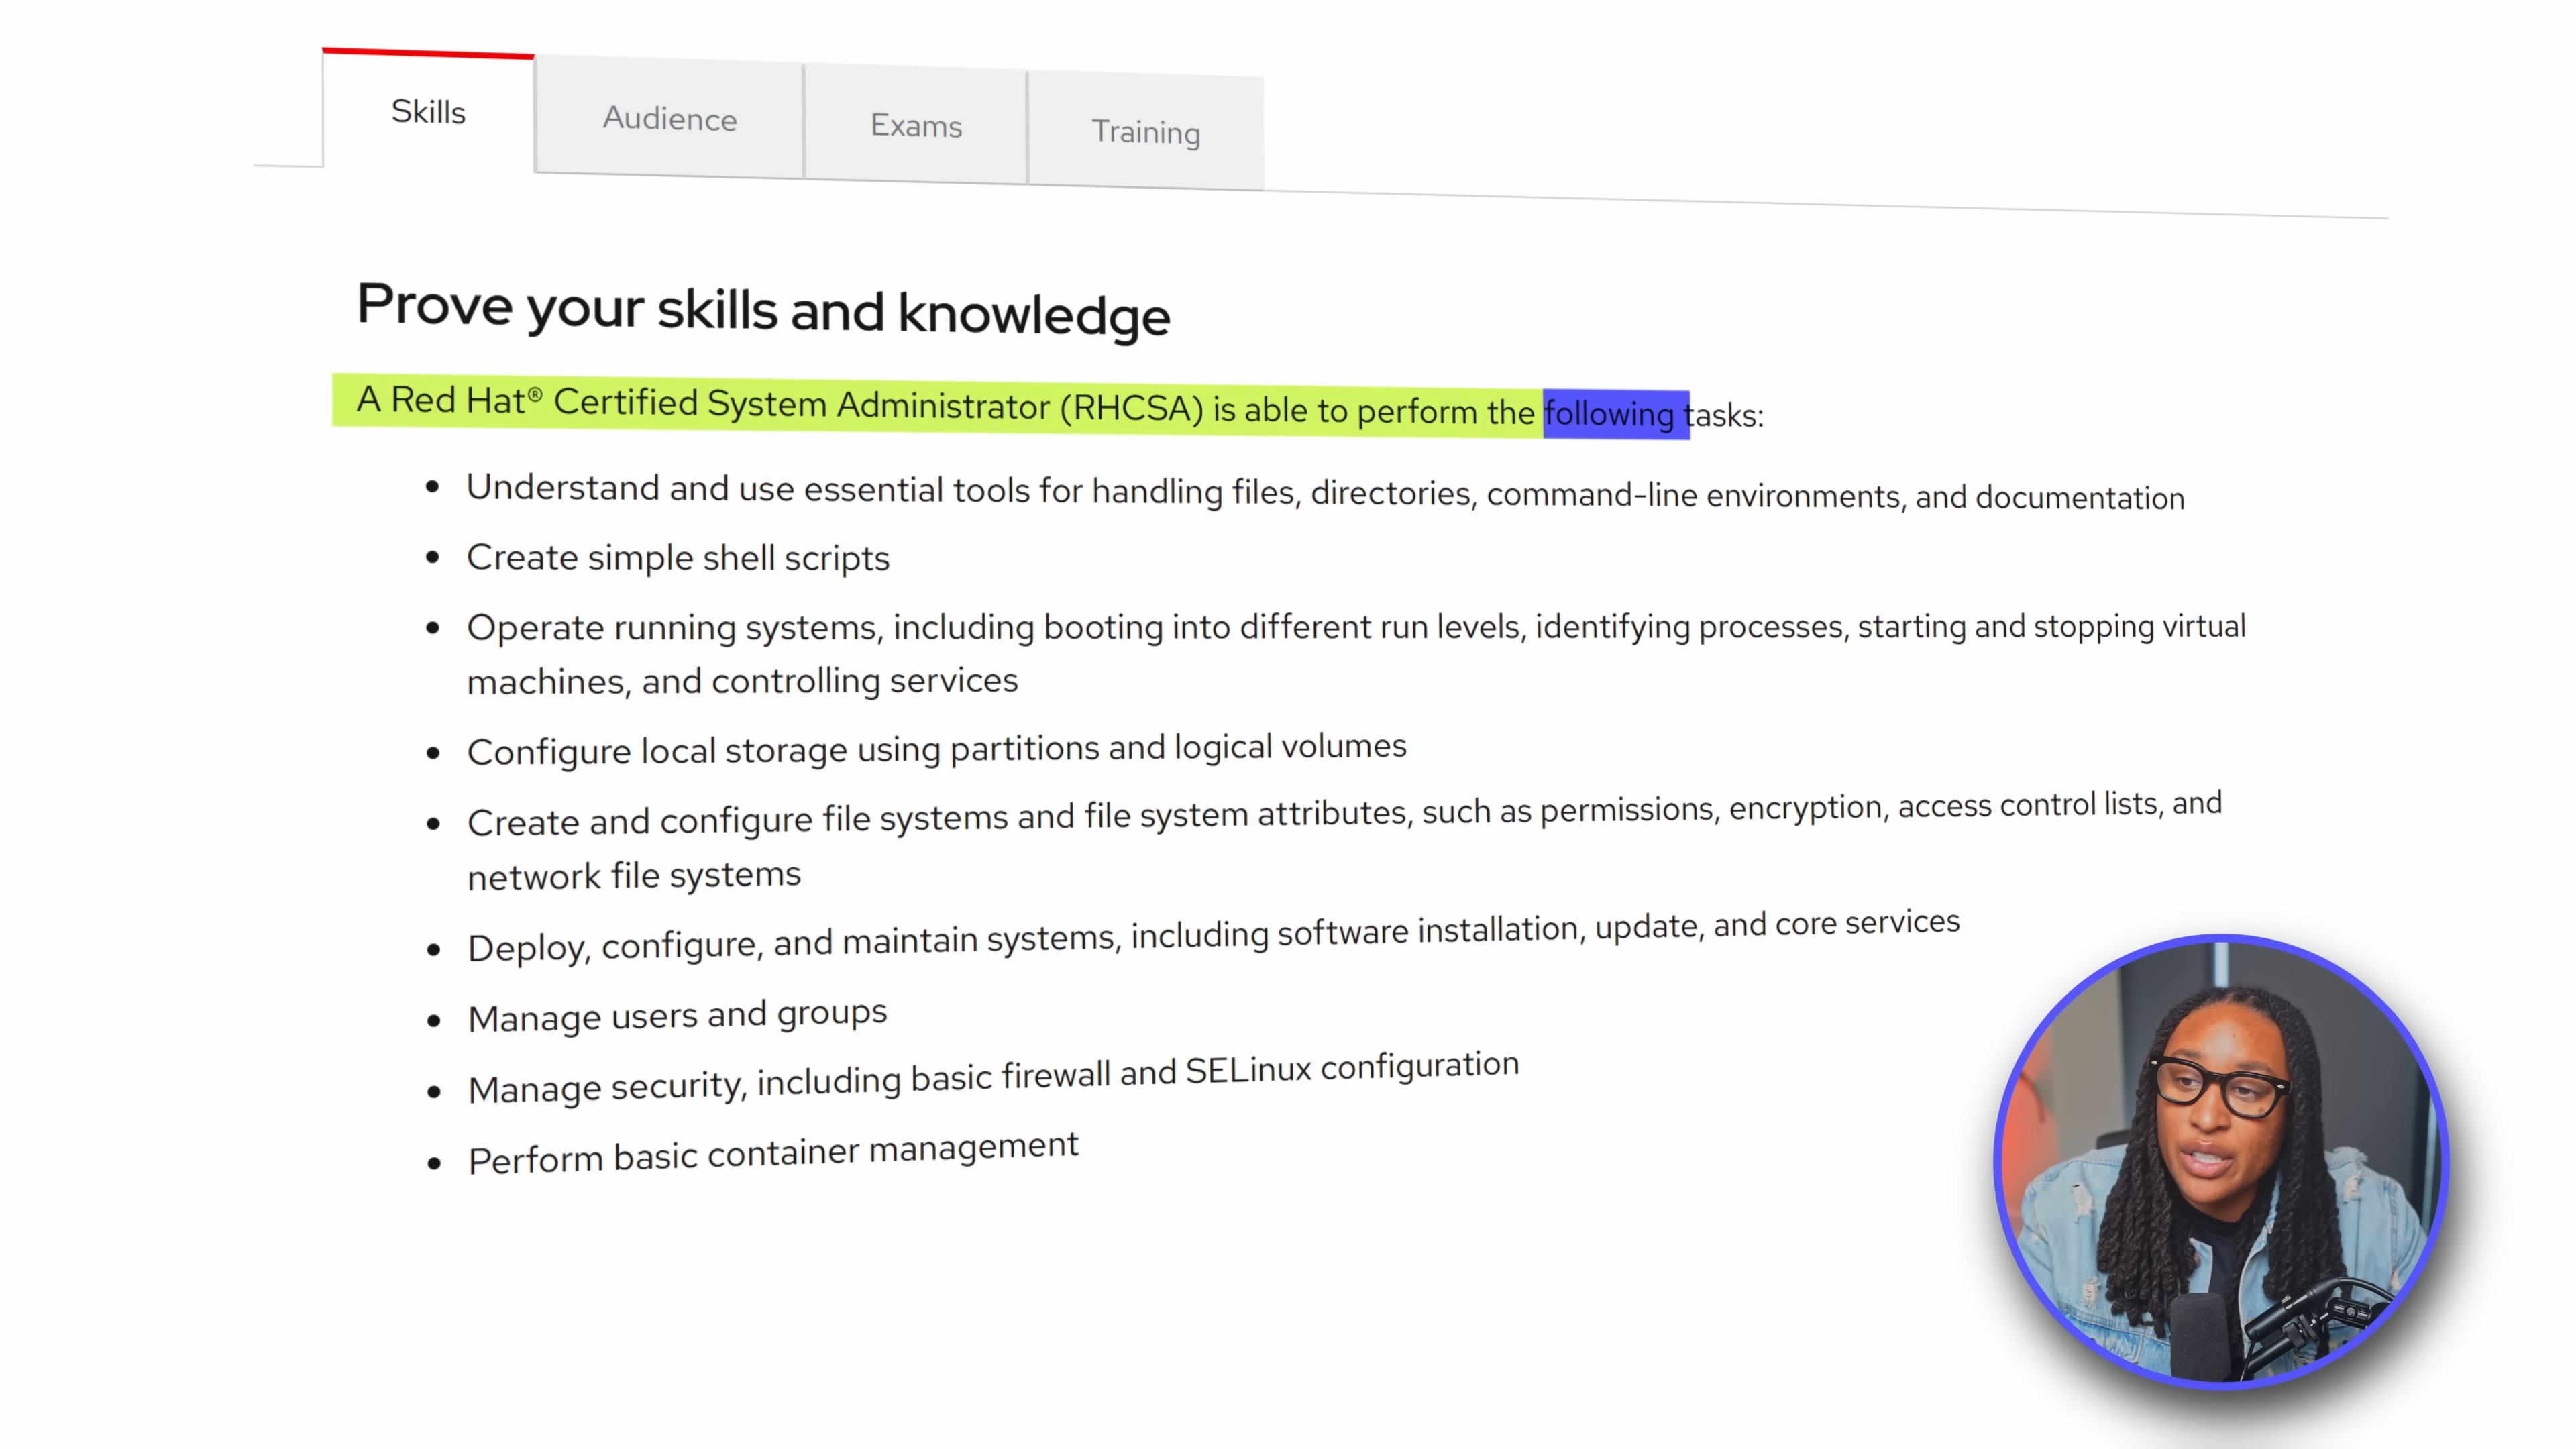 Skills
Audience
Exams
Training
Prove your skills and knowledge
A Red Hat® Certified System Administrator (RHCSA) is able to perform the following tasks:
• Understand and use essential tools for handling files, directories, command-line environments, and documentation
• Create simple shell scripts
• Operate running systems, including booting into different run levels, identifying processes, starting and stopping virtual
machines, and controlling services
• Configure local storage using partitions and logical volumes
• Create and configure file systems and file system attributes, such as permissions, encryption, access control lists, and
network file systems
• Deploy, configure, and maintain systems, including software installation, update, and core services
• Manage users and groups
• Manage security, including basic firewall and SELinux configuration
• Perform basic container management